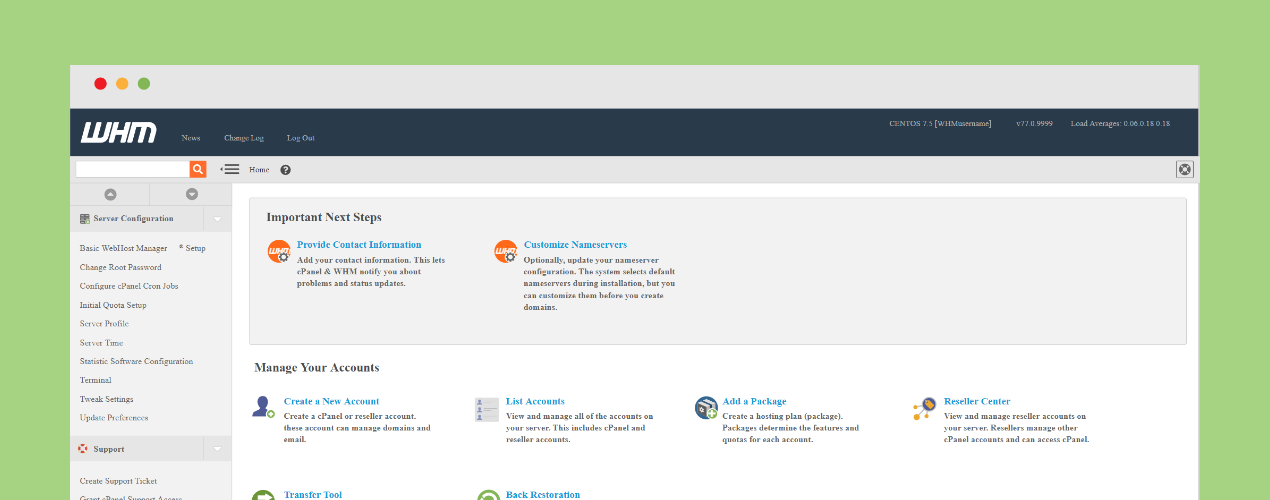 WHM News Change Log Log Out CENTOS 7.5 [WHMusername] v77.0.9999 Load Averages: 0.06.0.18 0.18
Home ?
Server Configuration
Basic WebHost Manager ® Setup
Change Root Password
Configure cPanel Cron Jobs
Initial Quota Setup
Server Profile
Server Time
Statistic Software Configuration
Terminal
Tweak Settings
Update Preferences
Support
Create Support Ticket
Grant cPanel Support Access
Important Next Steps
WHM
Provide Contact Information
Add your contact information. This lets
cPanel & WHM notify you about
problems and status updates.
WHM
Customize Nameservers
Optionally, update your nameserver
configuration. The system selects default
nameservers during installation, but you
can customize them before you create
domains.
Manage Your Accounts
Create a New Account
Create a cPanel or reseller account.
these account can manage domains and
email.
List Accounts
View and manage all of the accounts on
your server. This includes cPanel and
reseller accounts.
Add a Package
Create a hosting plan (package).
Packages determine the features and
quotas for each account.
Reseller Center
View and manage reseller accounts on
your server. Resellers manage other
cPanel accounts and can access cPanel.
Transfer Tool
Back Restoration